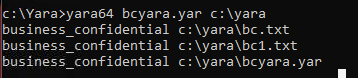 c:\Yara>yara64 bcyara.yar c:\yara
business_confidential c:\yara\bc.txt
business_confidential c:\yara\bc1.txt
business_confidential c:\yara\bcyara.yar